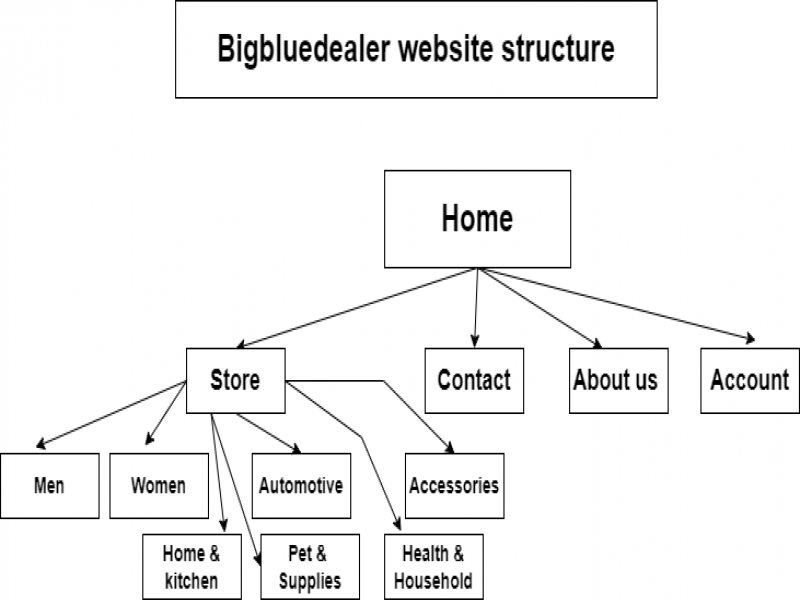 Bigbluedealer website structure
Home
Store
Contact
About us
Account
Men
Women
Automotive
Accessories
Home &
kitchen
Pet &
Supplies
Health &
Household